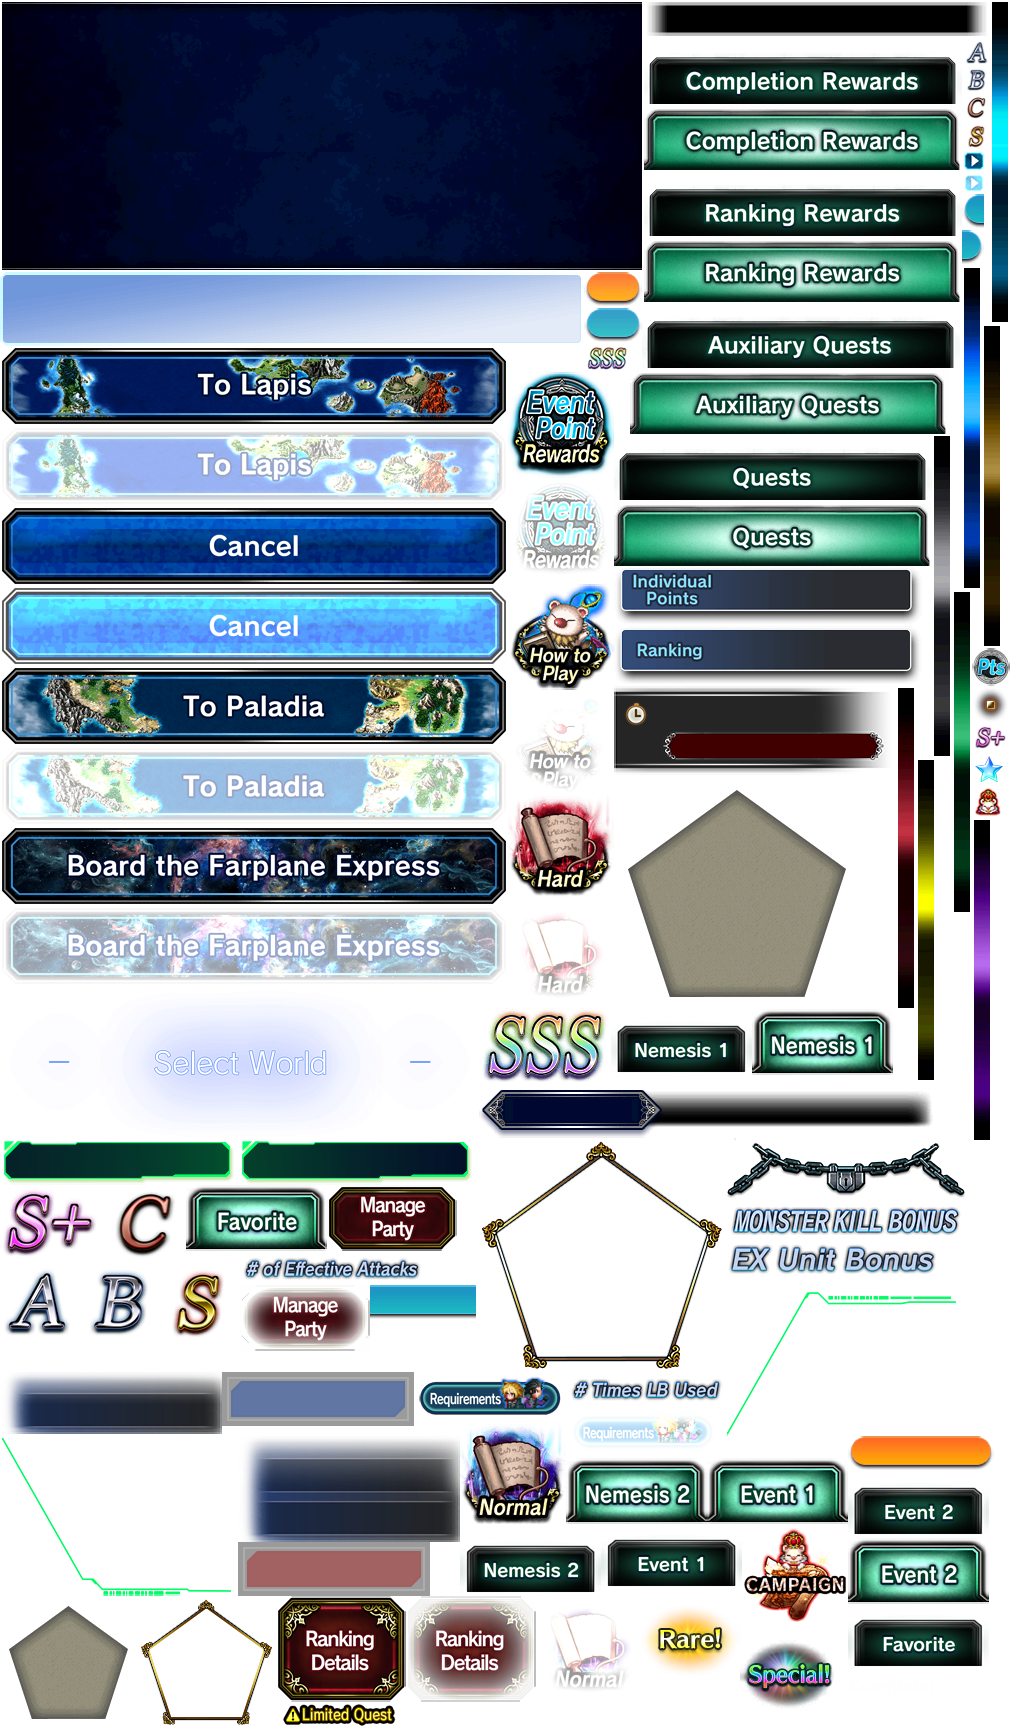 Completion Rewards
Completion Rewards
Ranking Rewards
Ranking Rewards
Auxiliary Quests
Auxiliary Quests
Quests
Quests
Individual
Points
Ranking
A
B
C
S
SSS
To Lapis
To Lapis
Cancel
Cancel
To Paladia
To Paladia
Board the Farplane Express
Board the Farplane Express
Event
Point
Rewards
Event
Point
Rewards
How to
Play
How to
Play
Hard
Hard
Pts
S+
Select World
SSS
Nemesis 1
Nemesis 1
S+
C
Favorite
Manage
Party
A
B
S
# of Effective Attacks
Manage
Party
MONSTER KILL BONUS
EX Unit Bonus
Requirements
# Times LB Used
Requirements
Normal
Nemesis 2
Event 1
Event 2
Nemesis 2
Event 1
CAMPAIGN
Event 2
Ranking
Details
Ranking
Details
Normal
Rare!
Special!
Favorite
Limited Quest